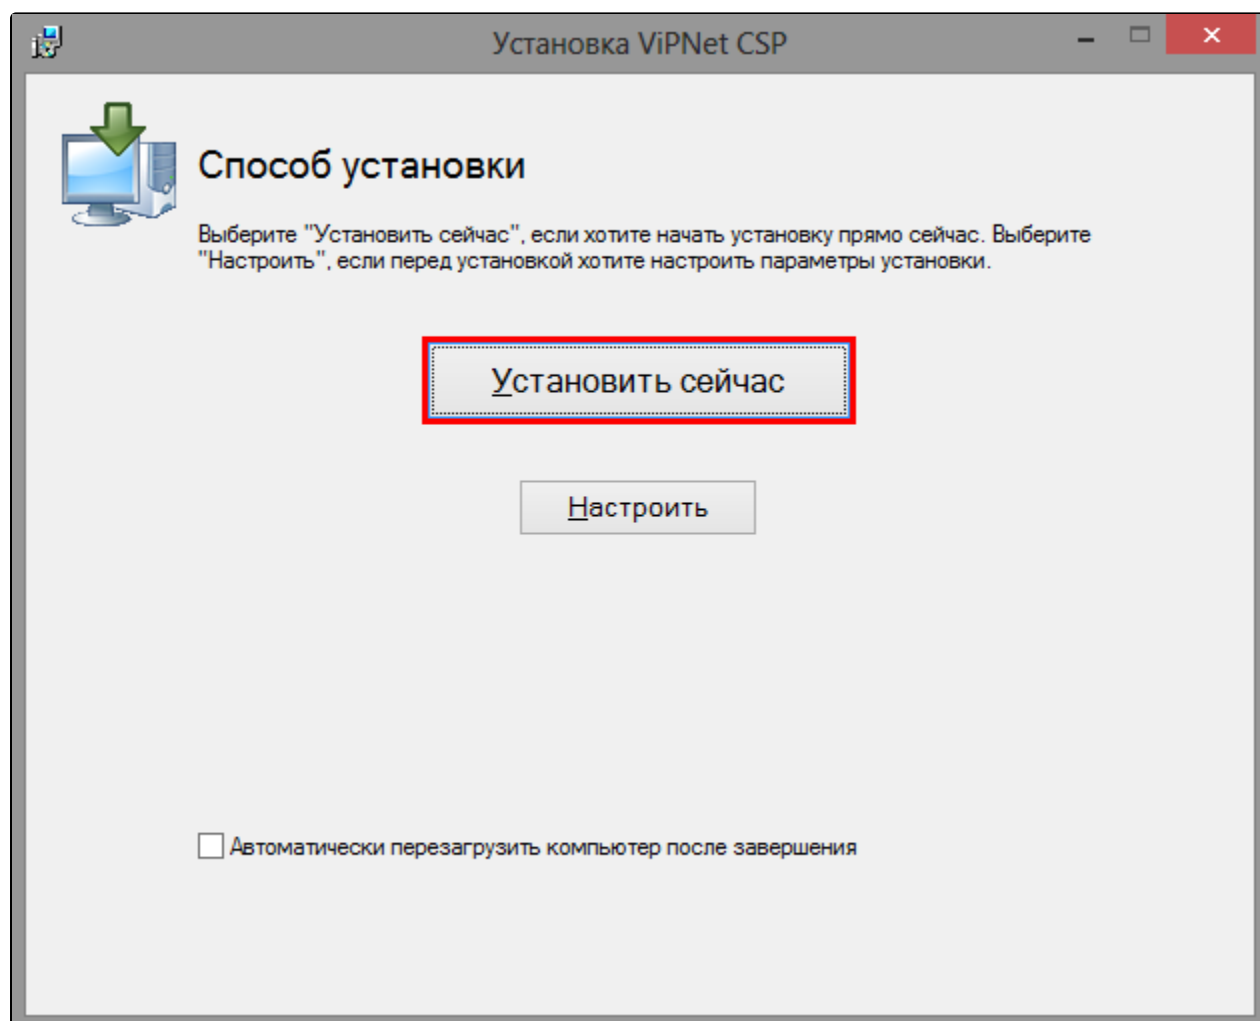 Установка ViPNet CSP
Способ установки
Выберите "Установить сейчас", если хотите начать установку прямо сейчас. Выберите
"Настроить", если перед установкой хотите настроить параметры установки.
Установить сейчас
Настроить
Автоматически перезагрузить компьютер после завершения